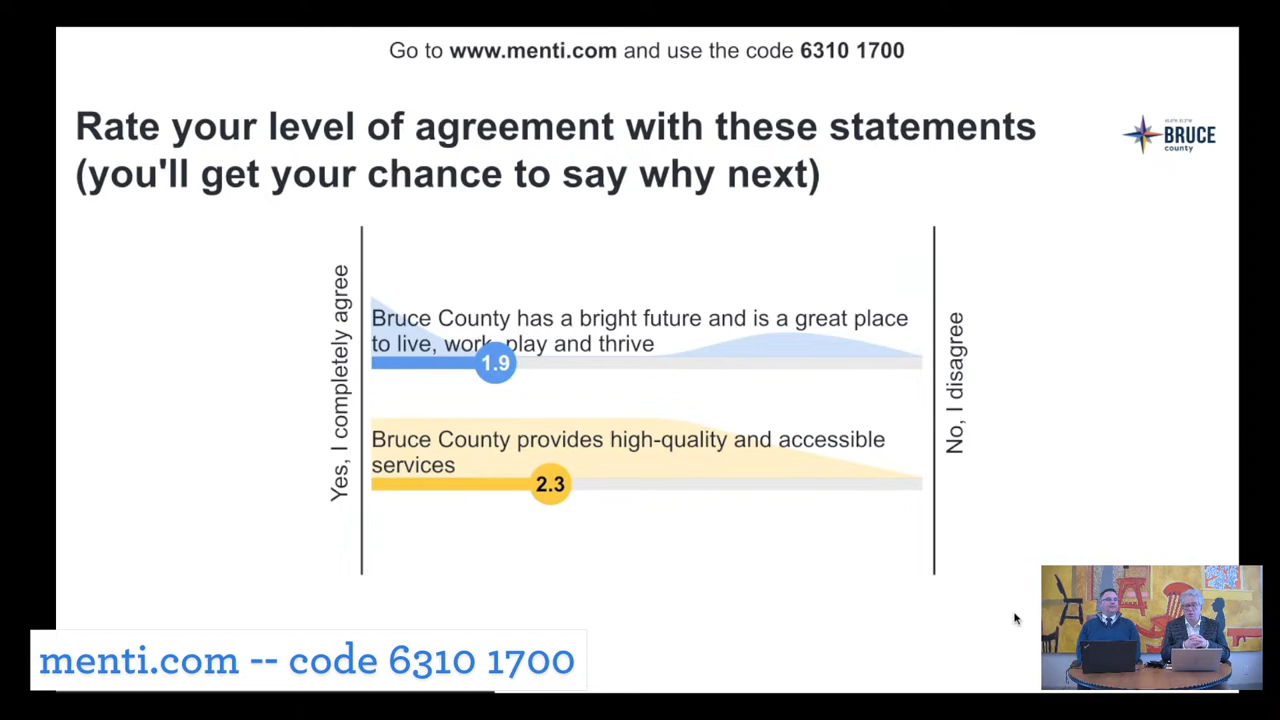 Go to www.menti.com and use the code 6310 1700
Rate your level of agreement with these statements
(you'll get your chance to say why next)
BRUCE
county
Yes, I completely agree
Bruce County has a bright future and is a great place
to live, work, play and thrive
1.9
Bruce County provides high-quality and accessible
services
2.3
No, I disagree
menti.com -- code 6310 1700